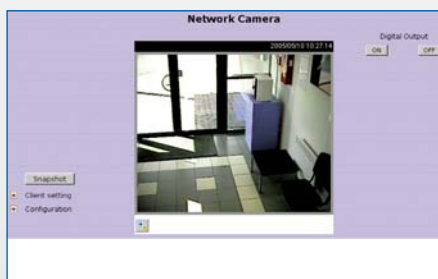 Network Camera
2005/05/10 10:27:14
Digital Output
ON
OFF
Snapshot
Client setting
Configuration